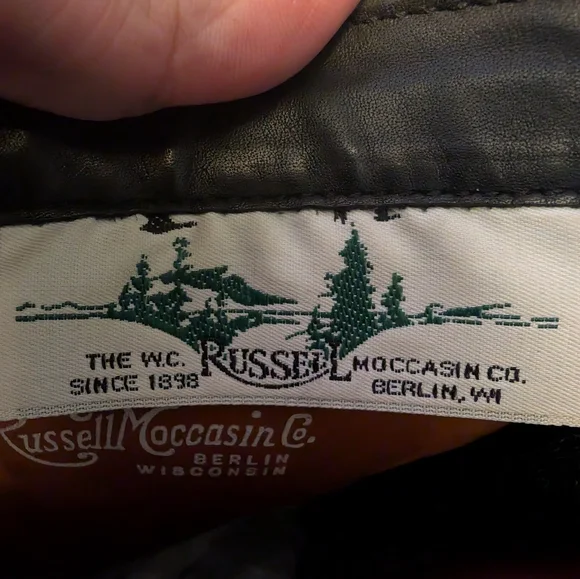 THE W.C. RUSSELL MOCCASIN CO.
SINCE 1898 BERLIN, WI
Russell Moccasin Co.
BERLIN
WISCONSIN